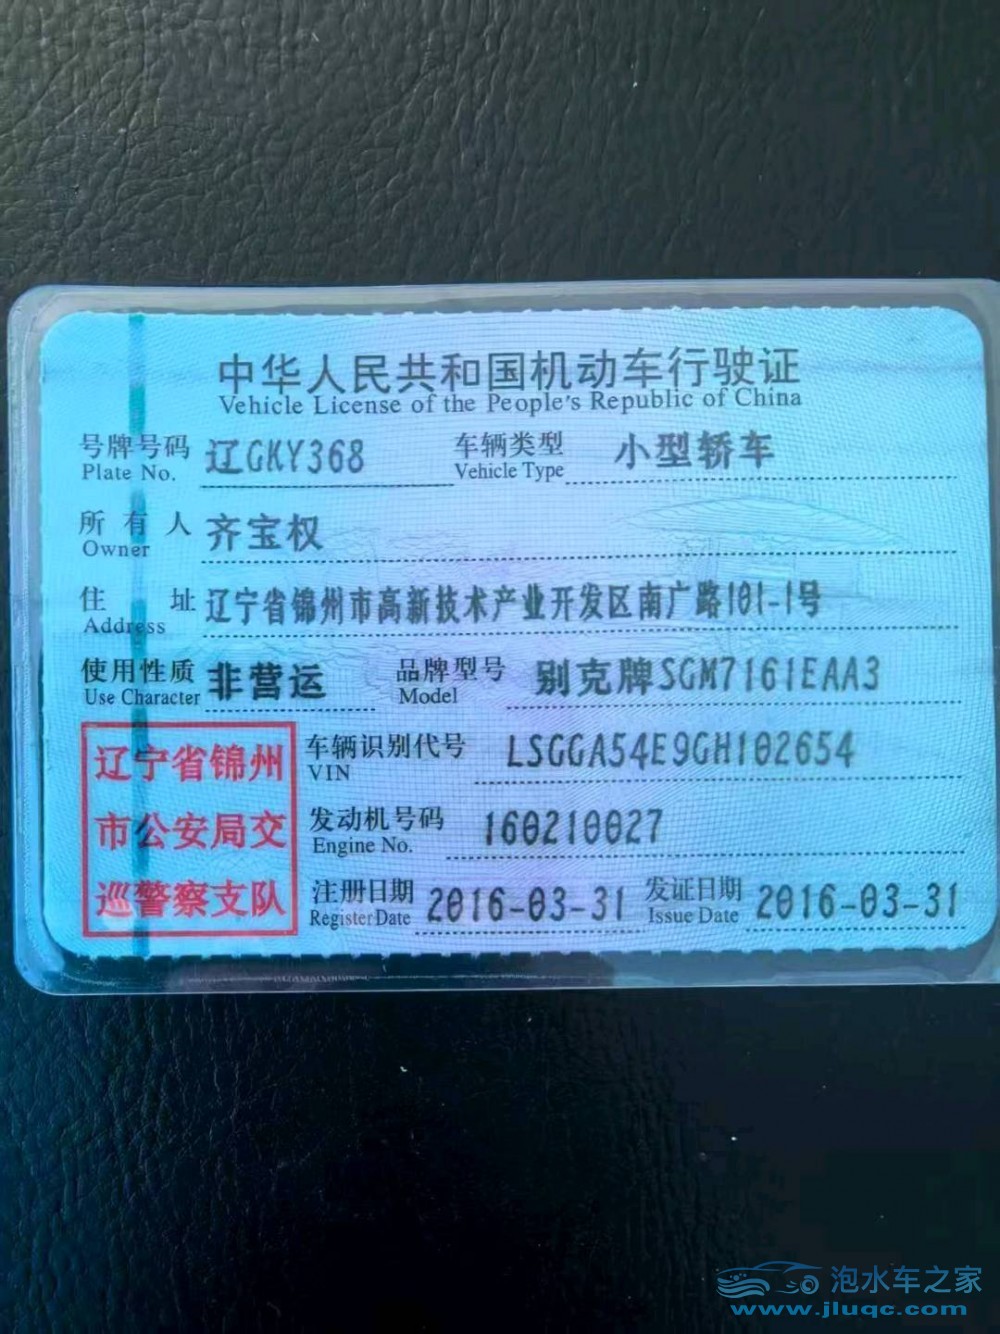 中华人民共和国机动车行驶证
Vehicle License of the People's Republic of China
号牌号码 辽GKY368 车辆类型 小型轿车
Plate No. Vehicle Type
所有人 齐宝权
Owner
住址 辽宁省锦州市高新技术产业开发区南广路101-1号
Address
使用性质 非营运 品牌型号 别克牌SGM7161EAA3
Use Character Model
辽宁省锦州
市公安局交
巡警察支队
车辆识别代号 LSGGA54E9GH102654
VIN
发动机号码 160210027
Engine No.
注册日期 2016-03-31 发证日期 2016-03-31
Register Date Issue Date
泡水车之家
www.jluqc.com